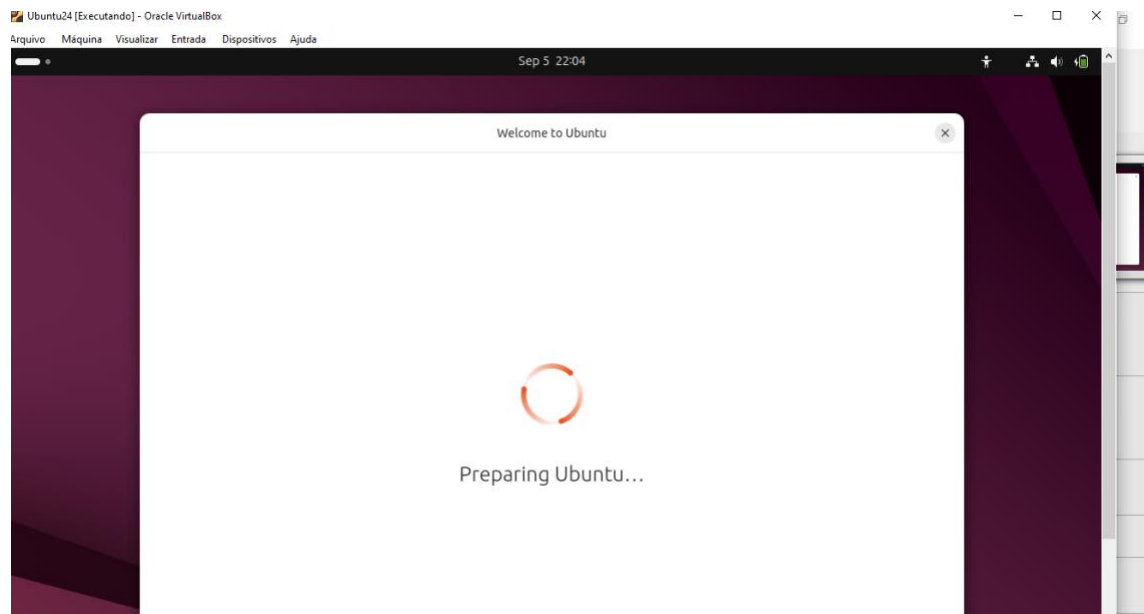 Ubuntu24 [Executando] - Oracle VirtualBox
Arquivo Máquina Visualizar Entrada Dispositivos Ajuda
Sep 5 22:04
Welcome to Ubuntu
Preparing Ubuntu...